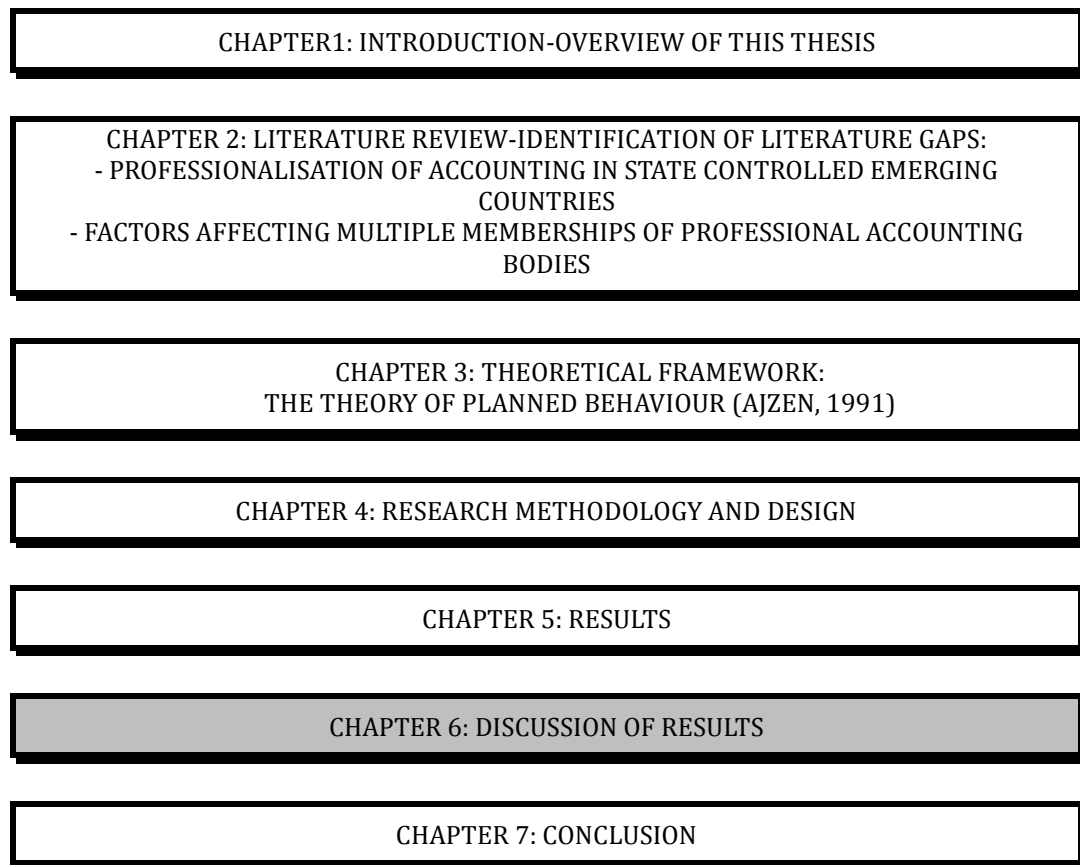 CHAPTER1: INTRODUCTION-OVERVIEW OF THIS THESIS
CHAPTER 2: LITERATURE REVIEW-IDENTIFICATION OF LITERATURE GAPS:
- PROFESSIONALISATION OF ACCOUNTING IN STATE CONTROLLED EMERGING
COUNTRIES
- FACTORS AFFECTING MULTIPLE MEMBERSHIPS OF PROFESSIONAL ACCOUNTING
BODIES
CHAPTER 3: THEORETICAL FRAMEWORK:
THE THEORY OF PLANNED BEHAVIOUR (AJZEN, 1991)
CHAPTER 4: RESEARCH METHODOLOGY AND DESIGN
CHAPTER 5: RESULTS
CHAPTER 6: DISCUSSION OF RESULTS
CHAPTER 7: CONCLUSION